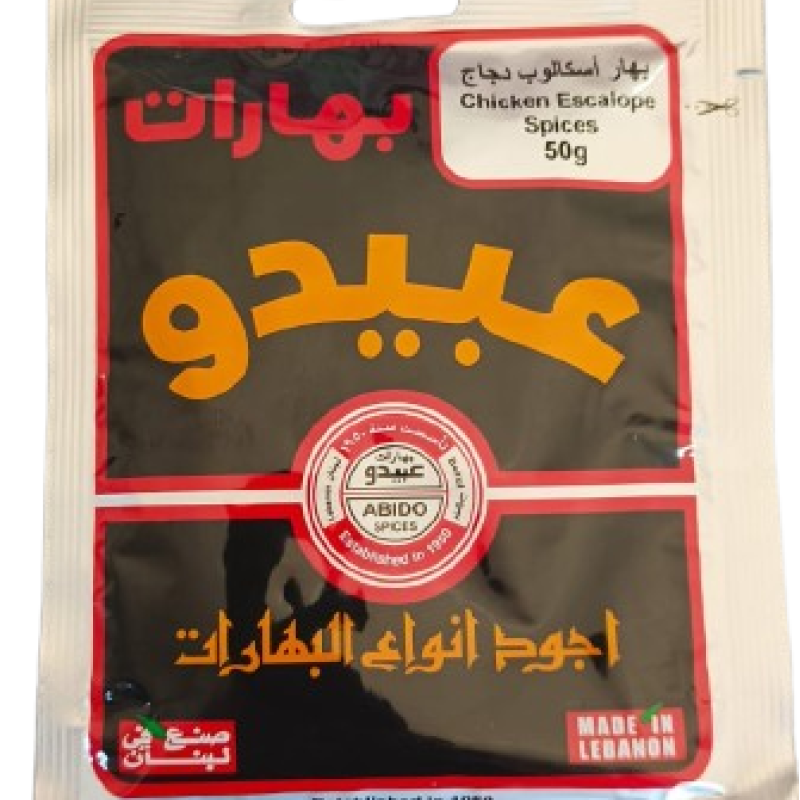 بهارات
بهار أسكالوب دجاج
Chicken Escalope
Spices
50g
عبيدو
تأسست سنة ١٩٥٠
بهارات
عبيدو
ABIDO
SPICES
Established in 1950
اجود انواع البهارات
صنع في
لبنان
MADE IN
LEBANON